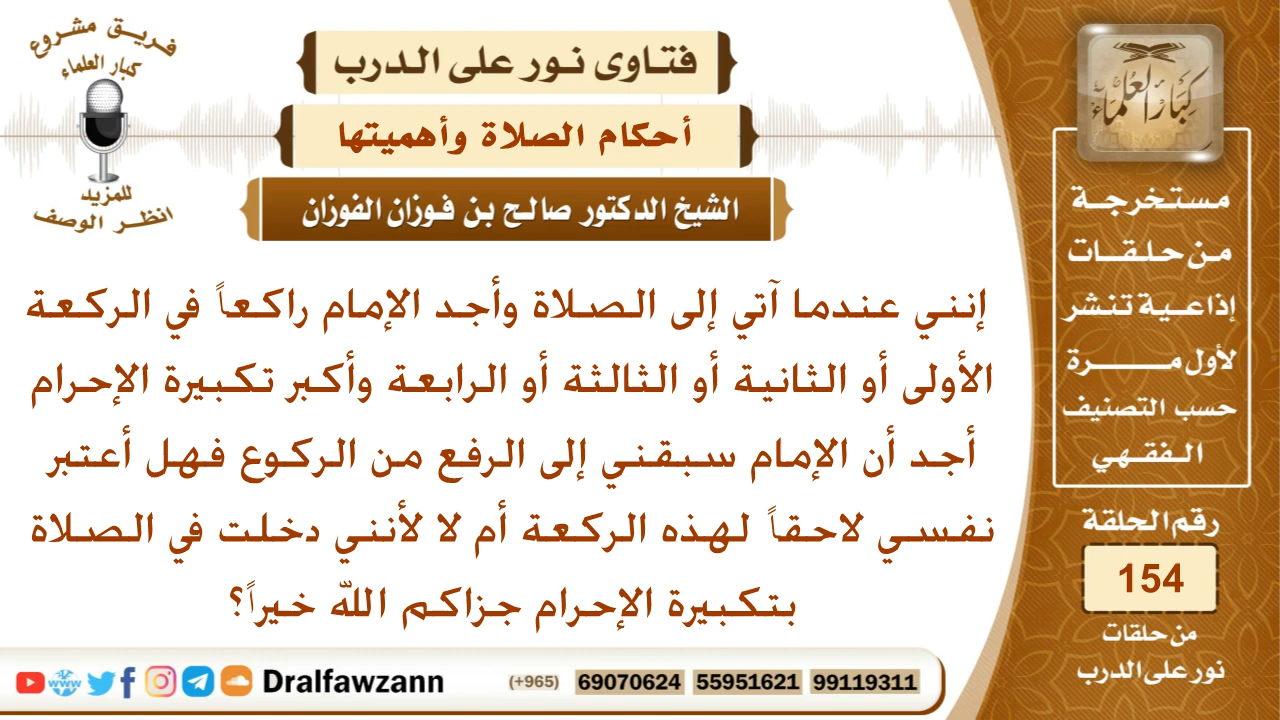 فريق مشروع
كبار العلماء
للمزيد
انظر الوصف
فتاوى نور على الدرب
أحكام الصلاة وأهميتها
الشيخ الدكتور صالح بن فوزان الفوزان
إنني عندما آتي إلى الصلاة وأجد الإمام راكعاً في الركعة
الأولى أو الثانية أو الثالثة أو الرابعة وأكبر تكبيرة الإحرام
أجد أن الإمام سبقني إلى الرفع من الركوع فهل أعتبر
نفسي لاحقاً لهذه الركعة أم لا لأنني دخلت في الصلاة
بتكبيرة الإحرام جزاكم الله خيراً؟
كبار العلماء
مستخرجة
من حلقات
إذاعية تنشر
لأول مرة
حسب التصنيف
الفقهي
رقم الحلقة
154
من حلقات
نور على الدرب
Dralfawzann (+965) 69070624 55951621 99119311